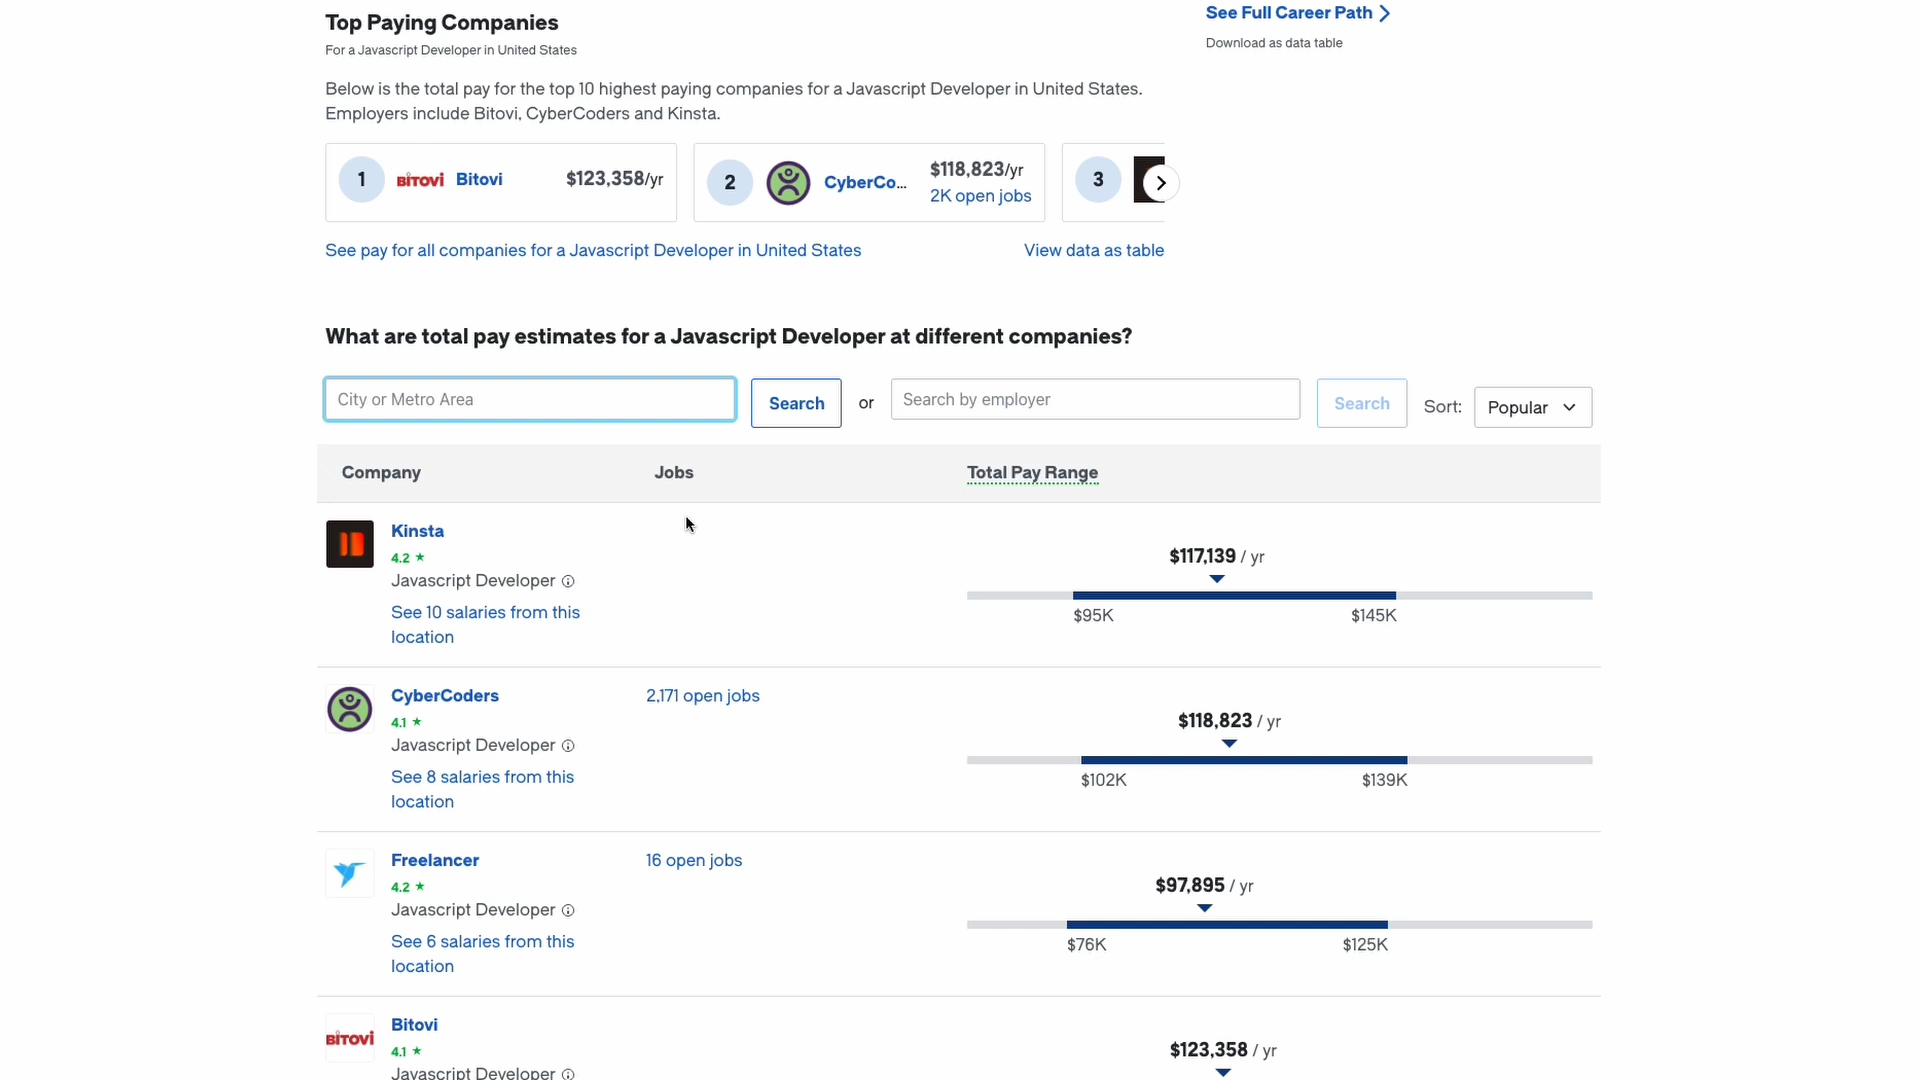 Top Paying Companies
See Full Career Path
For a Javascript Developer in United States
Download as data table
Below is the total pay for the top 10 highest paying companies for a Javascript Developer in United States.
Employers include Bitovi, CyberCoders and Kinsta.
1 BiTOVi Bitovi $123,358/yr
2 CyberCo... $118,823/yr
2K open jobs
3
See pay for all companies for a Javascript Developer in United States
View data as table
What are total pay estimates for a Javascript Developer at different companies?
City or Metro Area Search or Search by employer Search Sort: Popular
Company Jobs Total Pay Range
Kinsta
4.2 ★
Javascript Developer
See 10 salaries from this
location
$117,139 / yr
$95K $145K
CyberCoders
4.1 ★
Javascript Developer
See 8 salaries from this
location
2,171 open jobs
$118,823 / yr
$102K $139K
Freelancer
4.2 ★
Javascript Developer
See 6 salaries from this
location
16 open jobs
$97,895 / yr
$76K $125K
BiTOVi
Bitovi
4.1 ★
Javascript Developer
$123,358 / yr